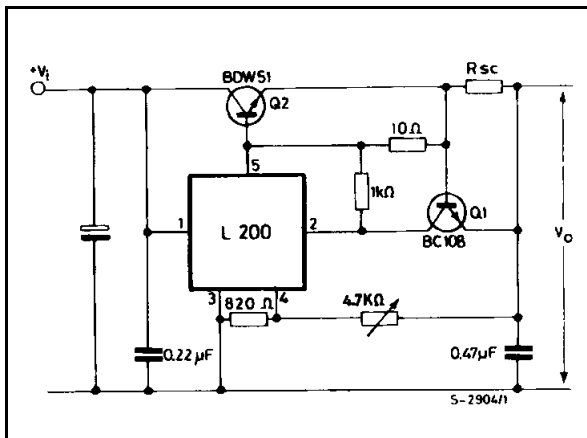 +Vi
BDW51
Q2
Rsc
10Ω
5
1kΩ
Q1
1
L 200
2
BC108
Vo
3
820 Ω
4
4.7KΩ
0.22µF
0.47µF
S-2904/1